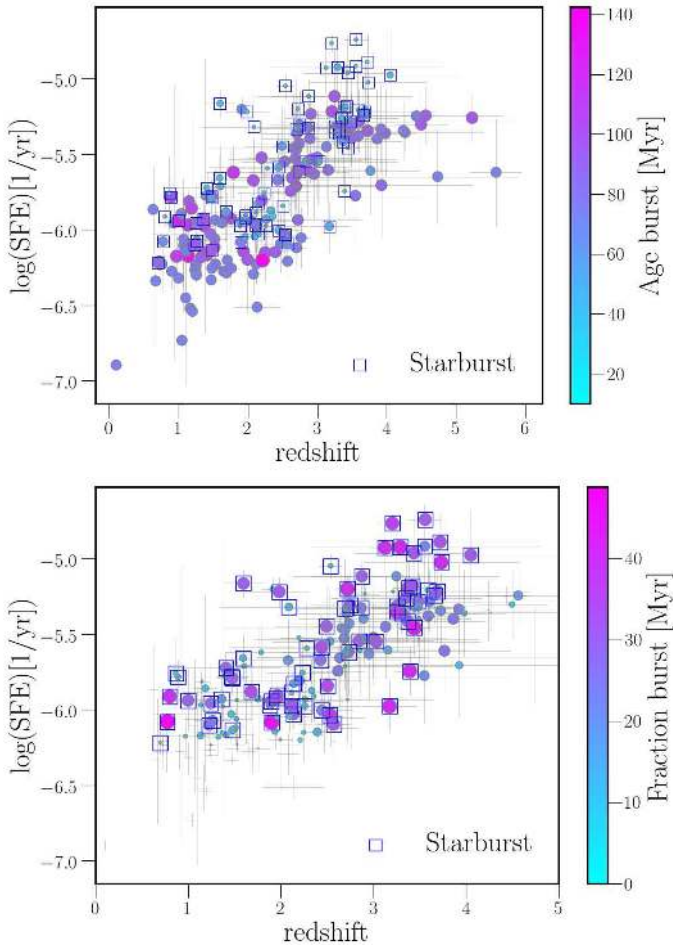 −5.0
−5.5
−6.0
−6.5
−7.0
log(SFE)[1/yr])
0 1 2 3 4 5 6
redshift
Starburst
140
120
100
80
60
40
20
Age burst [Myr]
−5.0
−5.5
−6.0
−6.5
−7.0
log(SFE)[1/yr])
0 1 2 3 4 5
redshift
Starburst
40
30
20
10
0
Fraction burst [Myr]